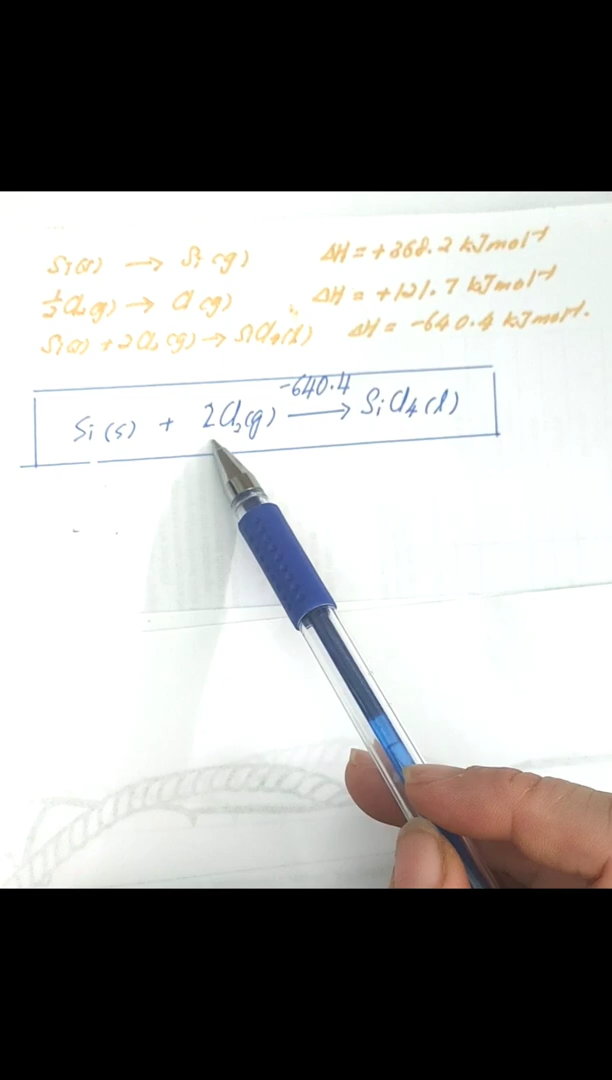 Si(s) → Si(g) ΔH = +368.2 kJmol⁻¹
½Cl₂(g) → Cl(g) ΔH = +121.7 kJmol⁻¹
Si(s) + 2Cl₂(g) → SiCl₄(l) ΔH = -640.4 kJmol⁻¹.
-640.4
Si(s) + 2Cl₂(g) → SiCl₄(l)